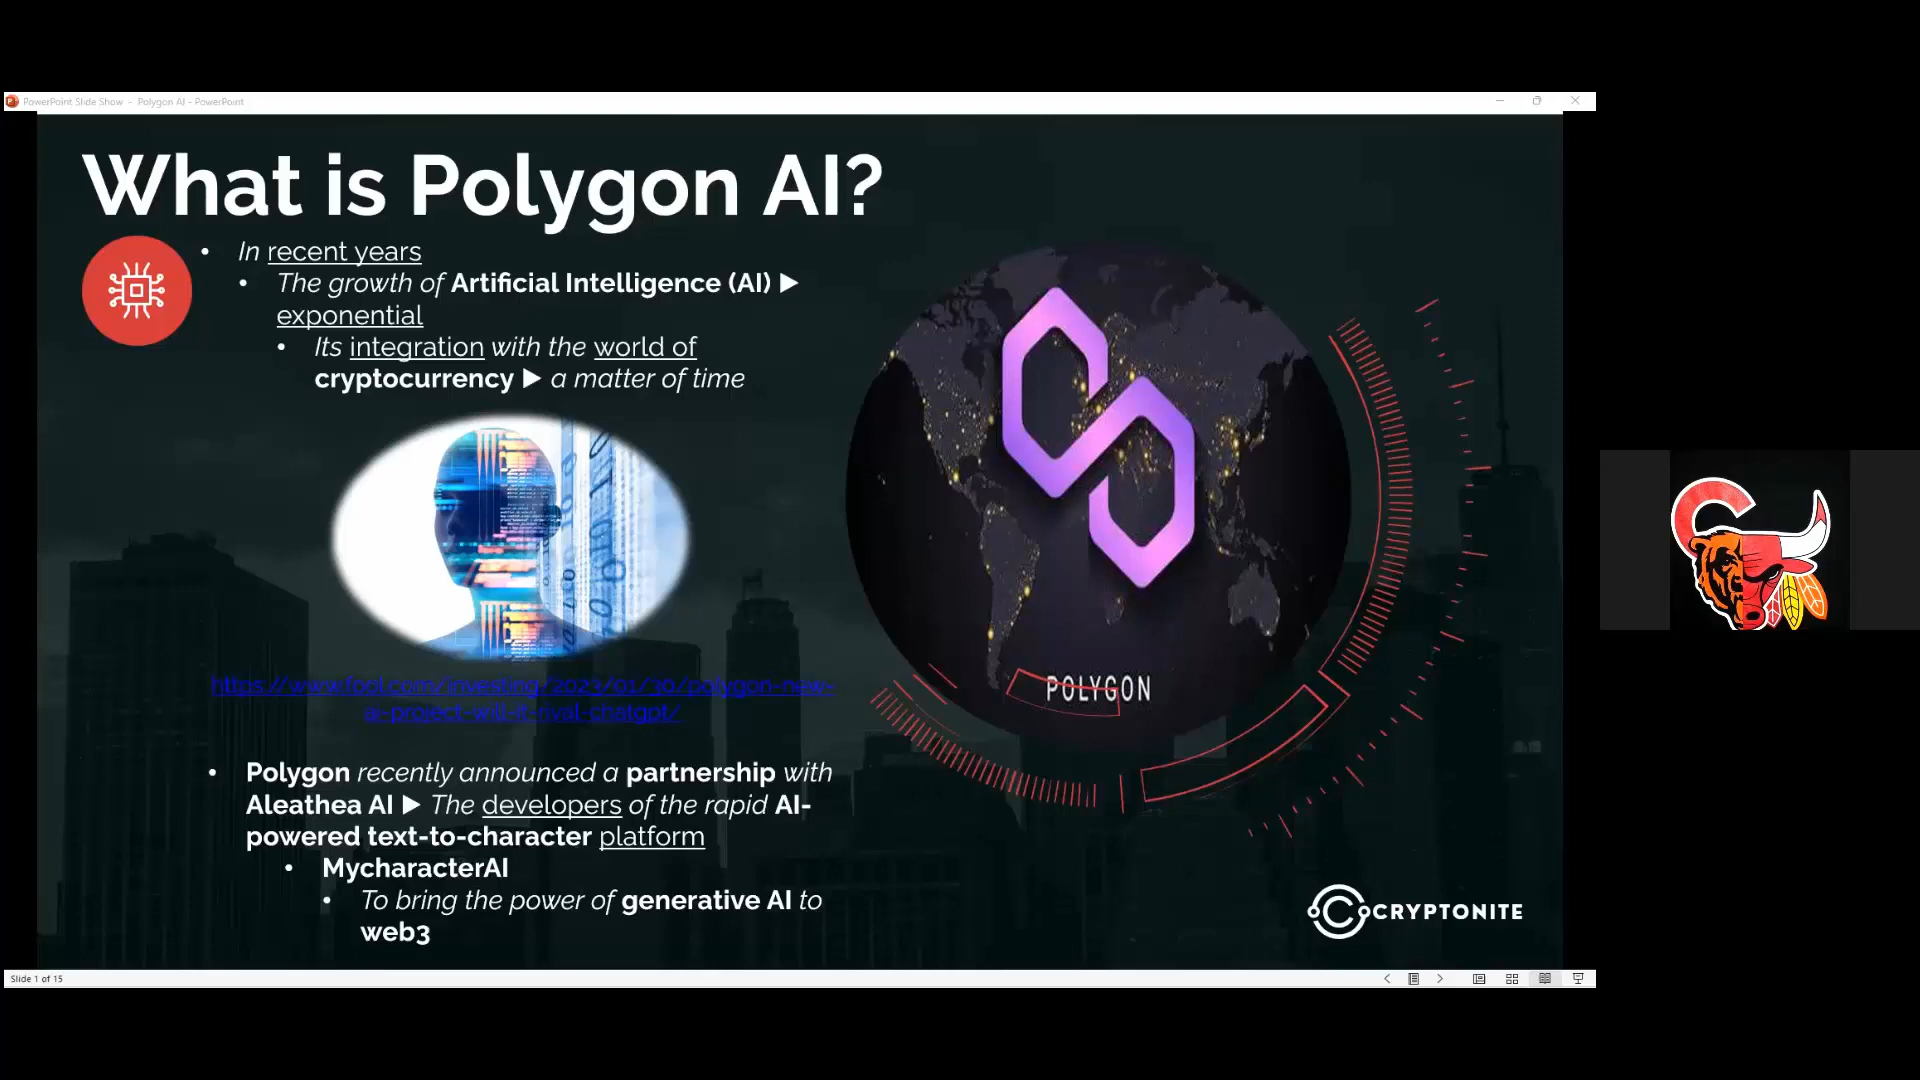 PowerPoint Slide Show - Polygon AI - PowerPoint
What is Polygon AI?
• In recent years
• The growth of Artificial Intelligence (AI) ►
exponential
• Its integration with the world of
cryptocurrency ► a matter of time
https://www.fool.com/investing/2023/01/30/polygon-new-
ai-project-will-it-rival-chatgpt/
POLYGON
• Polygon recently announced a partnership with
Aleathea AI ► The developers of the rapid AI-
powered text-to-character platform
• MycharacterAI
• To bring the power of generative AI to
web3
CRYPTONITE
Slide 1 of 15